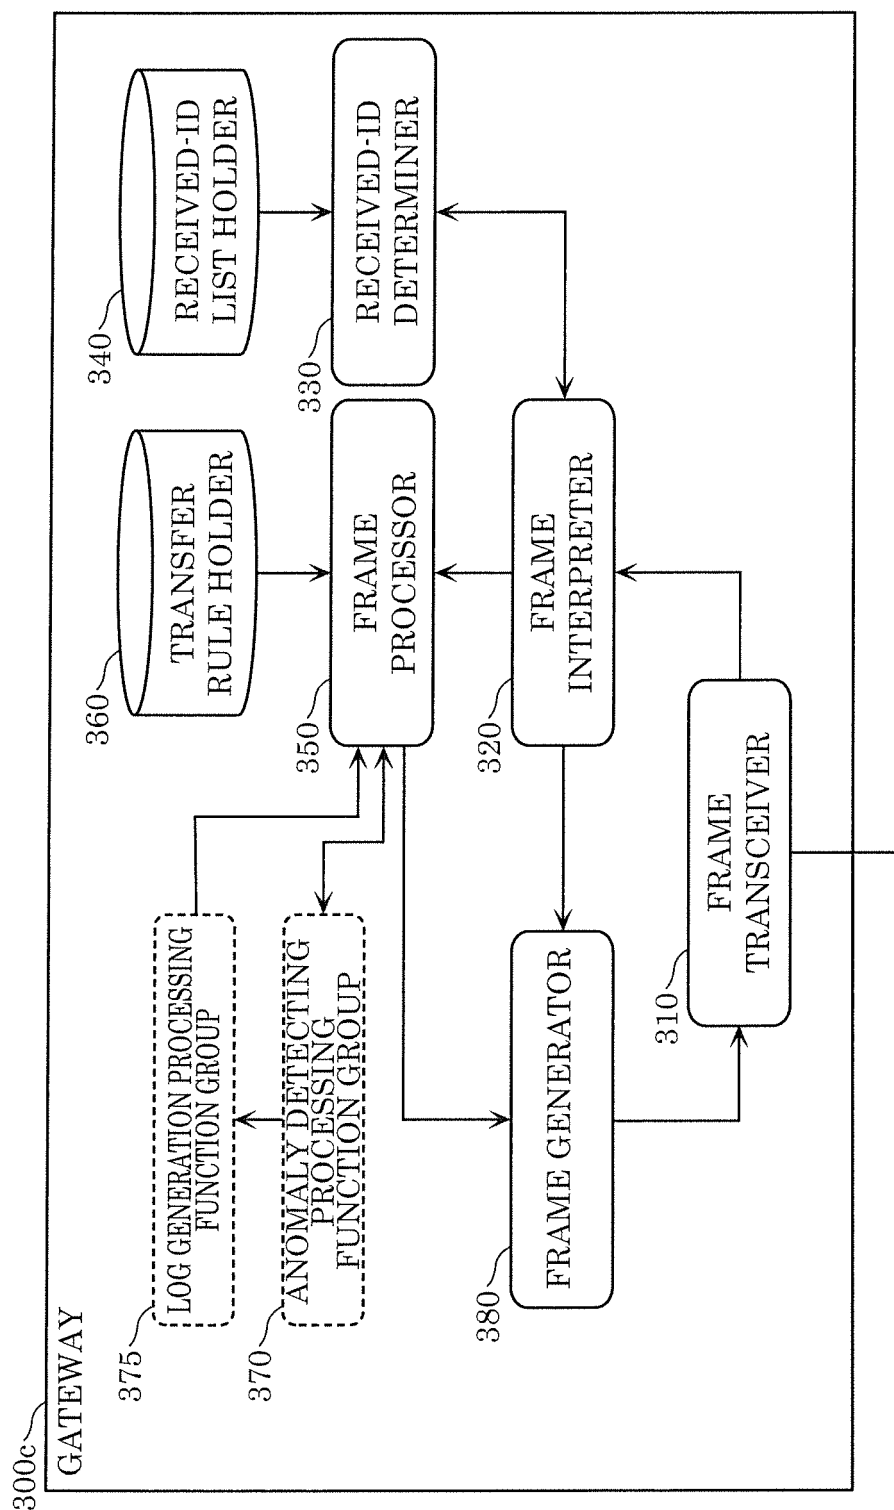 300c
GATEWAY
375
LOG GENERATION PROCESSING
FUNCTION GROUP
370
ANOMALY DETECTING
PROCESSING
FUNCTION GROUP
360
TRANSFER
RULE HOLDER
340
RECEIVED-ID
LIST HOLDER
350
FRAME
PROCESSOR
330
RECEIVED-ID
DETERMINER
380
FRAME GENERATOR
320
FRAME
INTERPRETER
310
FRAME
TRANSCEIVER